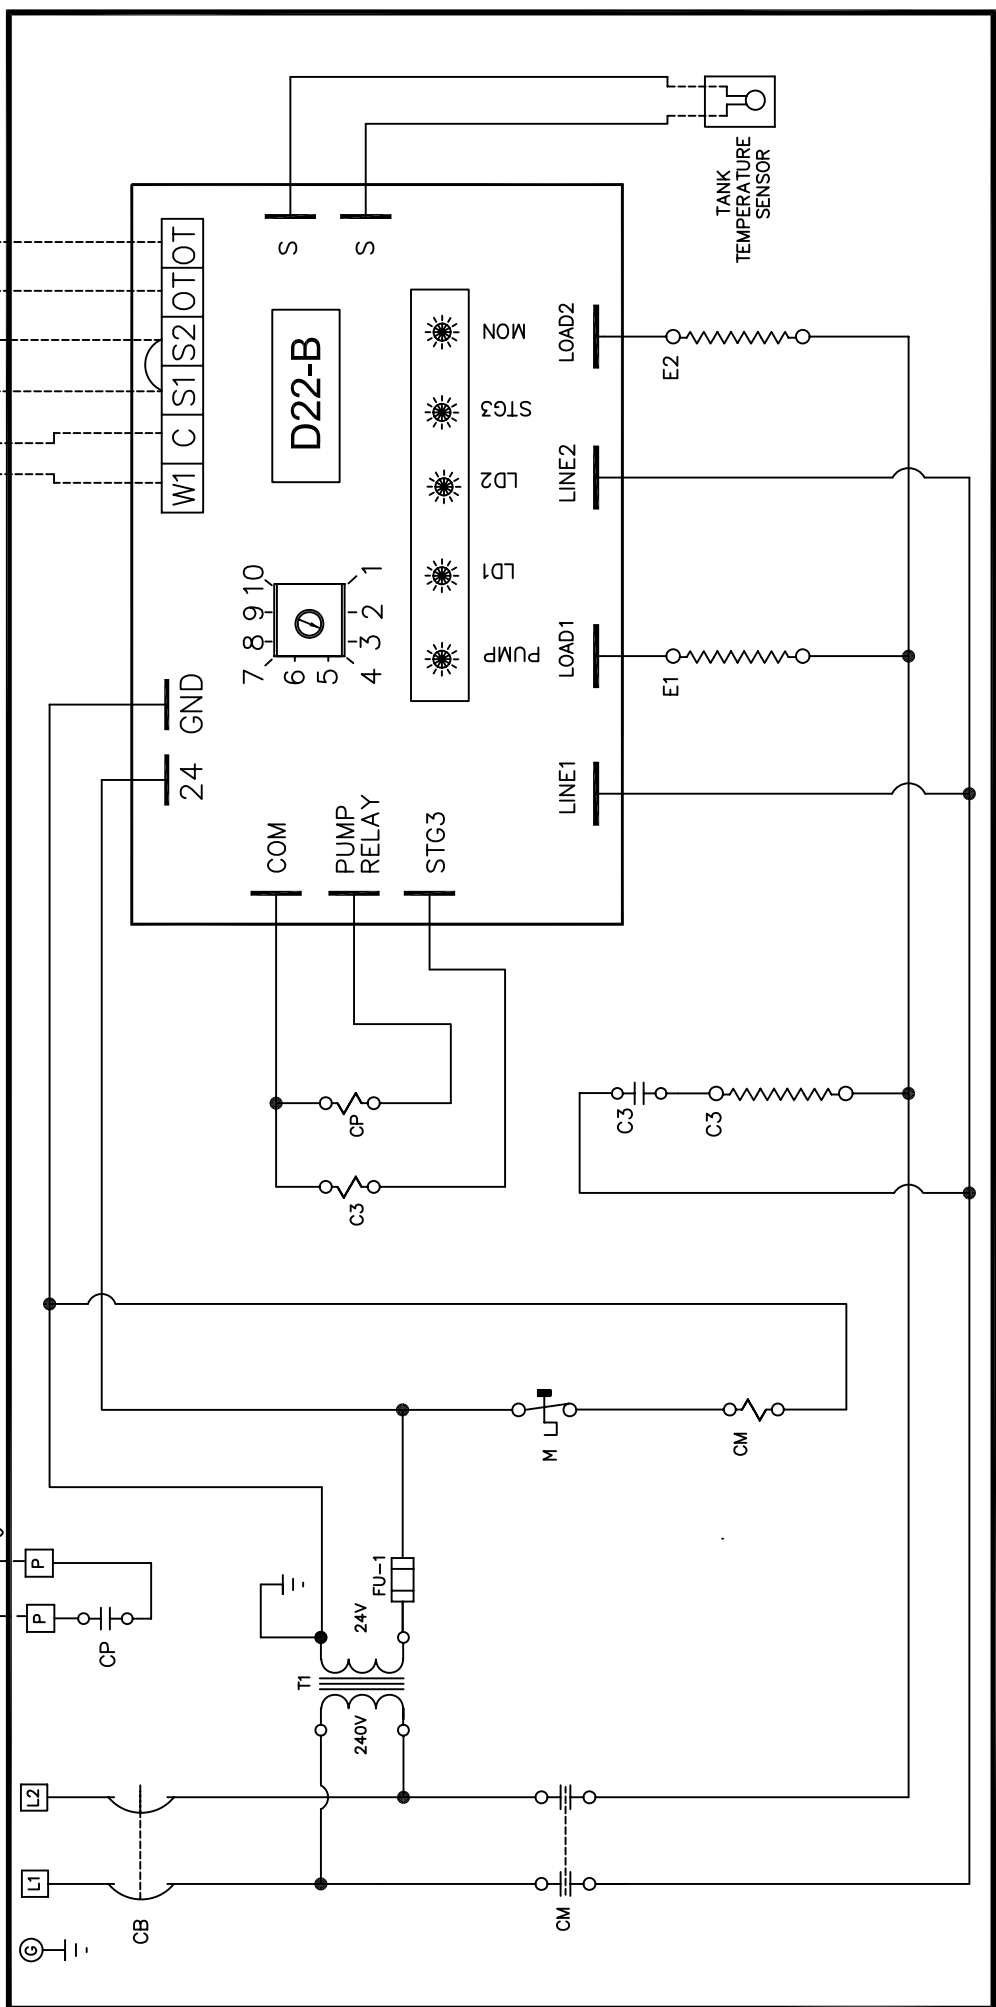 TANK
TEMPERATURE
SENSOR
S
S
W1 C S1 S2 OT OT
D22-B
MON
STG3
LD2
LD1
PUMP
LOAD2
LINE2
LOAD1
LINE1
E2
E1
1
2
3
4
5
6
7
8
9
10
24 GND
COM
PUMP
RELAY
STG3
CP
C3
C3
C3
M
CM
P
P
CP
FU-1
24V
T1
240V
L2
L1
CM
CB
G